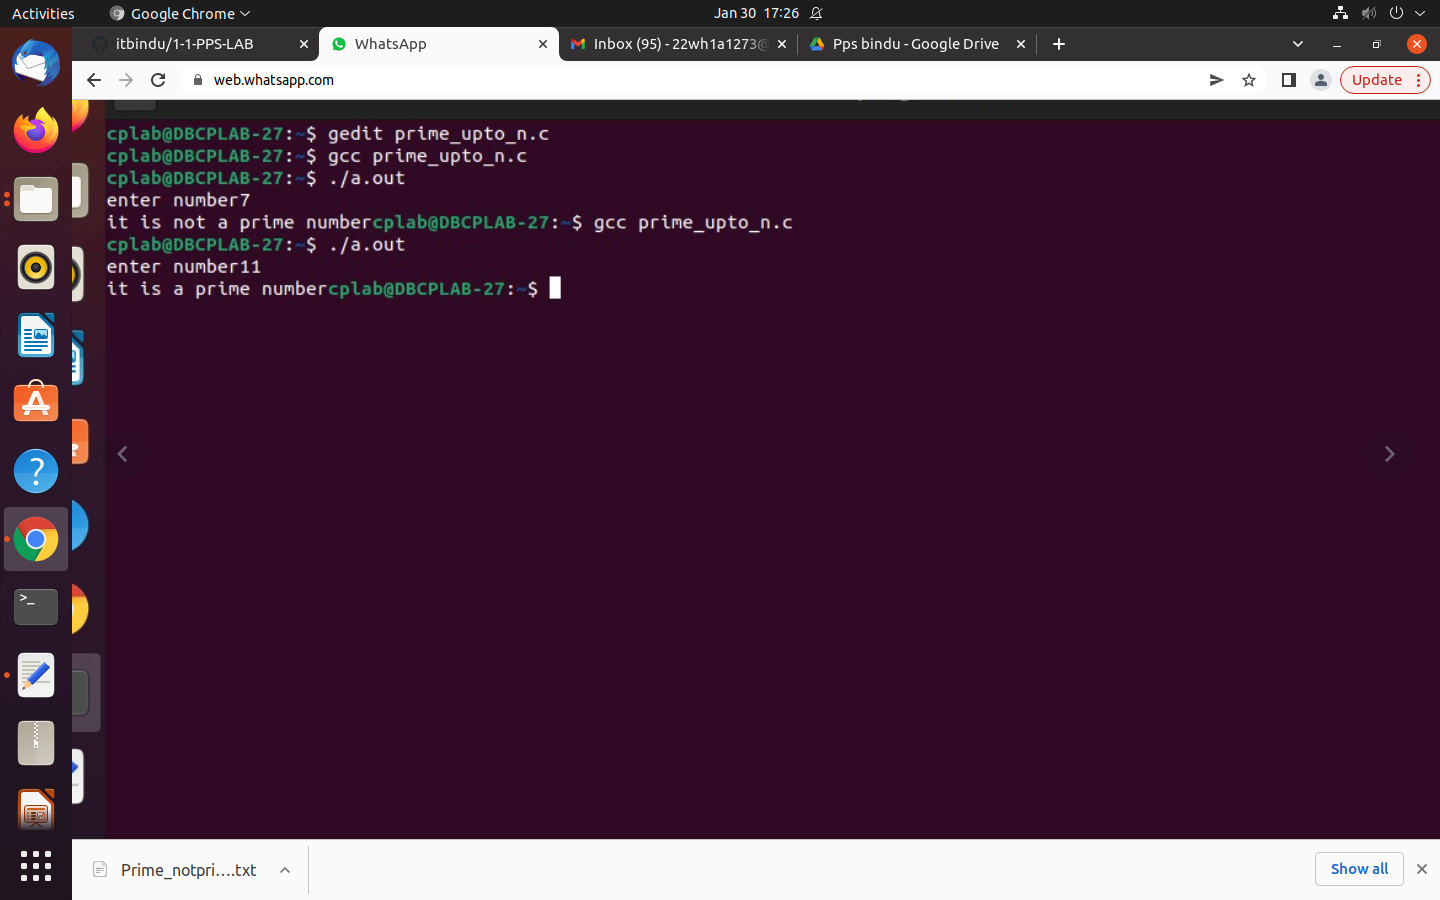 Activities Google Chrome Jan 30 17:26
itbindu/1-1-PPS-LAB WhatsApp Inbox (95) - 22wh1a1273@ Pps bindu - Google Drive
web.whatsapp.com Update
cplab@DBCPLAB-27:~$ gedit prime_upto_n.c
cplab@DBCPLAB-27:~$ gcc prime_upto_n.c
cplab@DBCPLAB-27:~$ ./a.out
enter number7
it is not a prime numbercplab@DBCPLAB-27:~$ gcc prime_upto_n.c
cplab@DBCPLAB-27:~$ ./a.out
enter number11
it is a prime numbercplab@DBCPLAB-27:~$
Prime_notpri....txt Show all